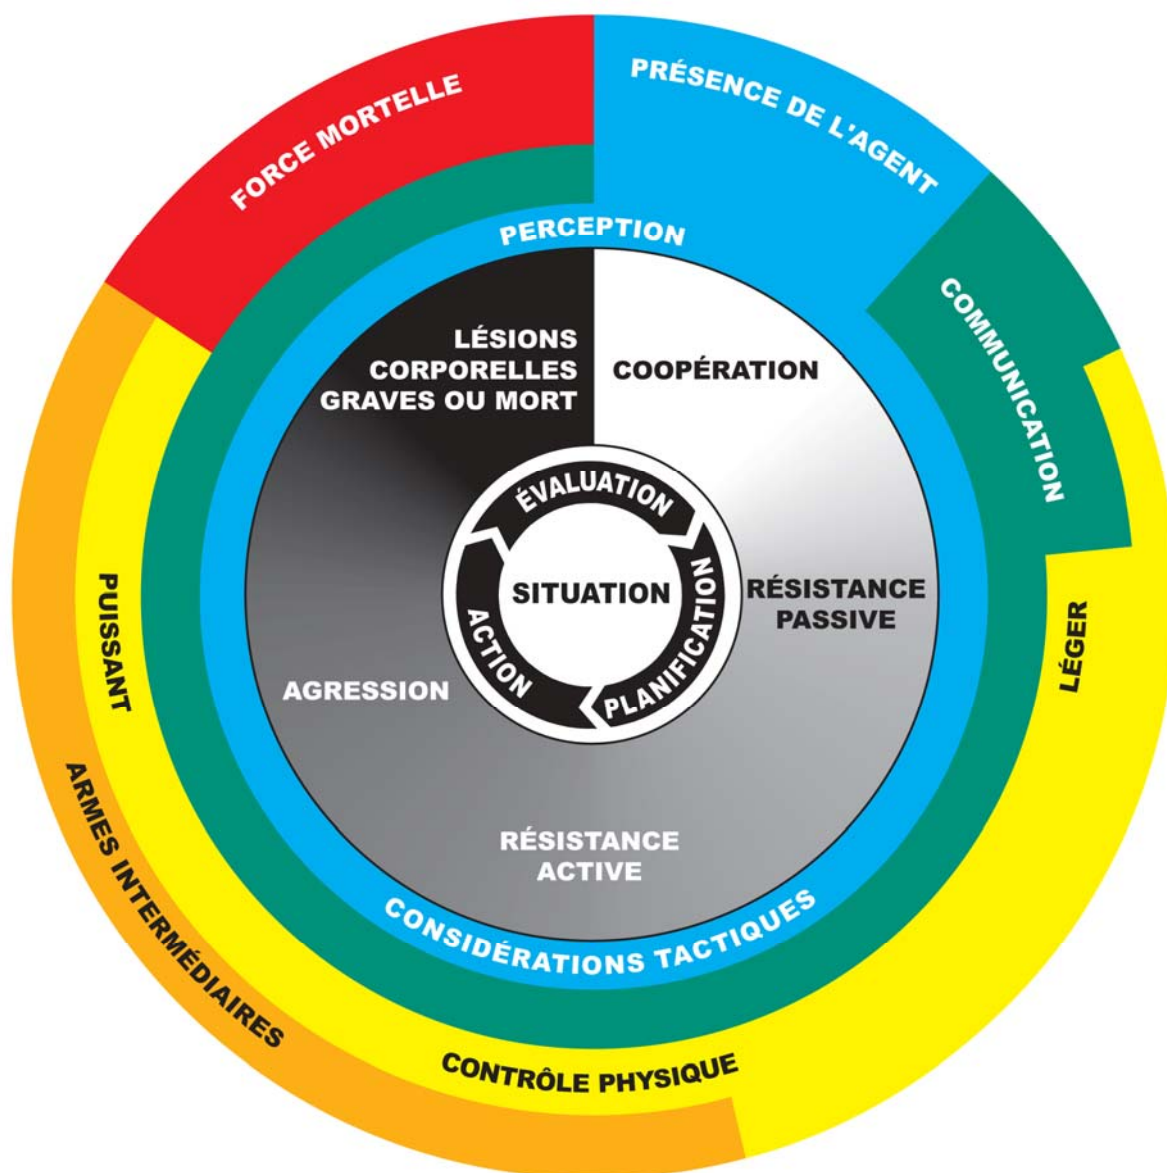 FORCE MORTELLE
PRÉSENCE DE L'AGENT
PERCEPTION
COMMUNICATION
LÉSIONS
CORPORELLES
GRAVES OU MORT
COOPÉRATION
ÉVALUATION
SITUATION
PLANIFICATION
ACTION
RÉSISTANCE
PASSIVE
LÉGER
PUISSANT
AGRESSION
RÉSISTANCE
ACTIVE
CONSIDÉRATIONS TACTIQUES
ARMES INTERMÉDIAIRES
CONTRÔLE PHYSIQUE